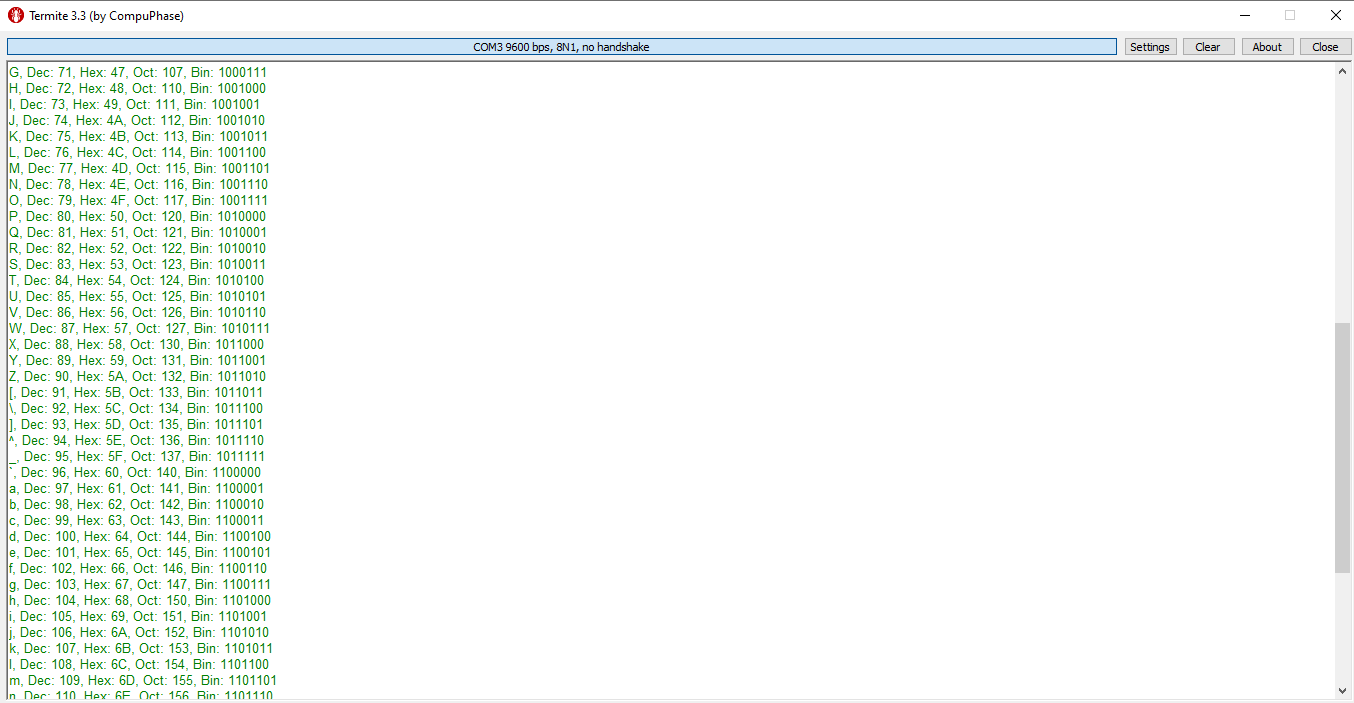 Termite 3.3 (by CompuPhase)
COM3 9600 bps, 8N1, no handshake Settings Clear About Close
G, Dec: 71, Hex: 47, Oct: 107, Bin: 1000111
H, Dec: 72, Hex: 48, Oct: 110, Bin: 1001000
I, Dec: 73, Hex: 49, Oct: 111, Bin: 1001001
J, Dec: 74, Hex: 4A, Oct: 112, Bin: 1001010
K, Dec: 75, Hex: 4B, Oct: 113, Bin: 1001011
L, Dec: 76, Hex: 4C, Oct: 114, Bin: 1001100
M, Dec: 77, Hex: 4D, Oct: 115, Bin: 1001101
N, Dec: 78, Hex: 4E, Oct: 116, Bin: 1001110
O, Dec: 79, Hex: 4F, Oct: 117, Bin: 1001111
P, Dec: 80, Hex: 50, Oct: 120, Bin: 1010000
Q, Dec: 81, Hex: 51, Oct: 121, Bin: 1010001
R, Dec: 82, Hex: 52, Oct: 122, Bin: 1010010
S, Dec: 83, Hex: 53, Oct: 123, Bin: 1010011
T, Dec: 84, Hex: 54, Oct: 124, Bin: 1010100
U, Dec: 85, Hex: 55, Oct: 125, Bin: 1010101
V, Dec: 86, Hex: 56, Oct: 126, Bin: 1010110
W, Dec: 87, Hex: 57, Oct: 127, Bin: 1010111
X, Dec: 88, Hex: 58, Oct: 130, Bin: 1011000
Y, Dec: 89, Hex: 59, Oct: 131, Bin: 1011001
Z, Dec: 90, Hex: 5A, Oct: 132, Bin: 1011010
[, Dec: 91, Hex: 5B, Oct: 133, Bin: 1011011
\, Dec: 92, Hex: 5C, Oct: 134, Bin: 1011100
], Dec: 93, Hex: 5D, Oct: 135, Bin: 1011101
^, Dec: 94, Hex: 5E, Oct: 136, Bin: 1011110
_, Dec: 95, Hex: 5F, Oct: 137, Bin: 1011111
`, Dec: 96, Hex: 60, Oct: 140, Bin: 1100000
a, Dec: 97, Hex: 61, Oct: 141, Bin: 1100001
b, Dec: 98, Hex: 62, Oct: 142, Bin: 1100010
c, Dec: 99, Hex: 63, Oct: 143, Bin: 1100011
d, Dec: 100, Hex: 64, Oct: 144, Bin: 1100100
e, Dec: 101, Hex: 65, Oct: 145, Bin: 1100101
f, Dec: 102, Hex: 66, Oct: 146, Bin: 1100110
g, Dec: 103, Hex: 67, Oct: 147, Bin: 1100111
h, Dec: 104, Hex: 68, Oct: 150, Bin: 1101000
i, Dec: 105, Hex: 69, Oct: 151, Bin: 1101001
j, Dec: 106, Hex: 6A, Oct: 152, Bin: 1101010
k, Dec: 107, Hex: 6B, Oct: 153, Bin: 1101011
l, Dec: 108, Hex: 6C, Oct: 154, Bin: 1101100
m, Dec: 109, Hex: 6D, Oct: 155, Bin: 1101101
n, Dec: 110, Hex: 6E, Oct: 156, Bin: 1101110